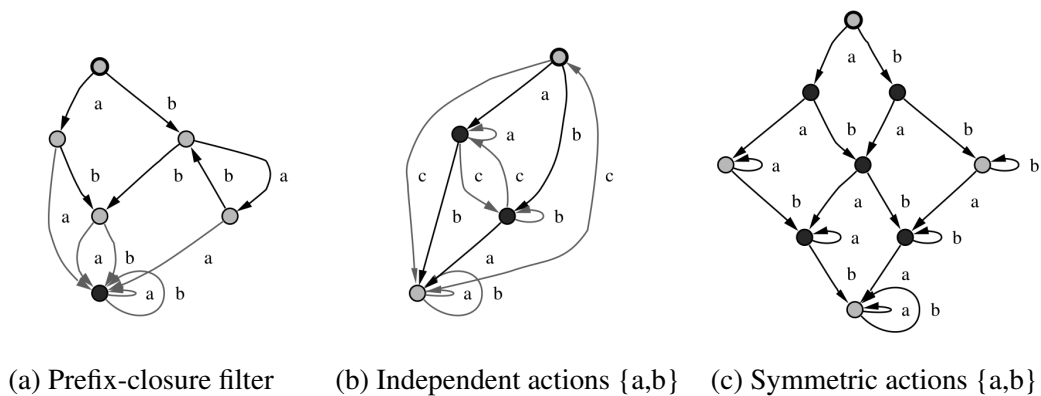 a b
b
b b a
a
a b a
a b
(a) Prefix-closure filter
a
b
a
c c c c
b
b
a
a
b
(b) Independent actions {a,b}
a b
a b a b
a b
b a b a
a b
b a
a b
(c) Symmetric actions {a,b}